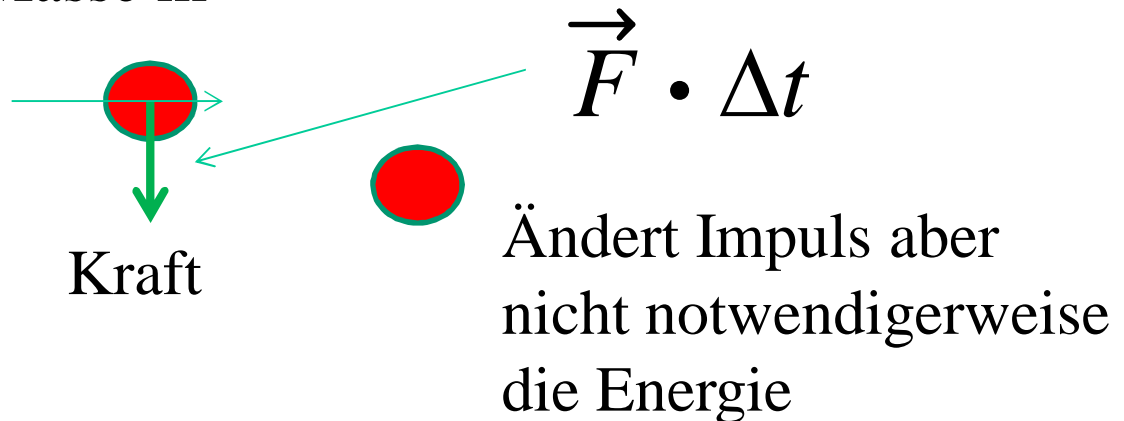 F⃗ • Δt
Kraft
Ändert Impuls aber
nicht notwendigerweise
die Energie